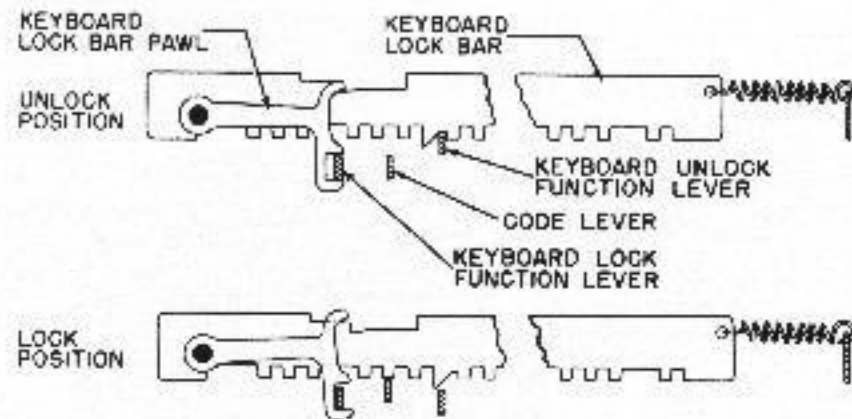 KEYBOARD
LOCK BAR PAWL
KEYBOARD
LOCK BAR
UNLOCK
POSITION
KEYBOARD UNLOCK
FUNCTION LEVER
CODE LEVER
KEYBOARD LOCK
FUNCTION LEVER
LOCK
POSITION